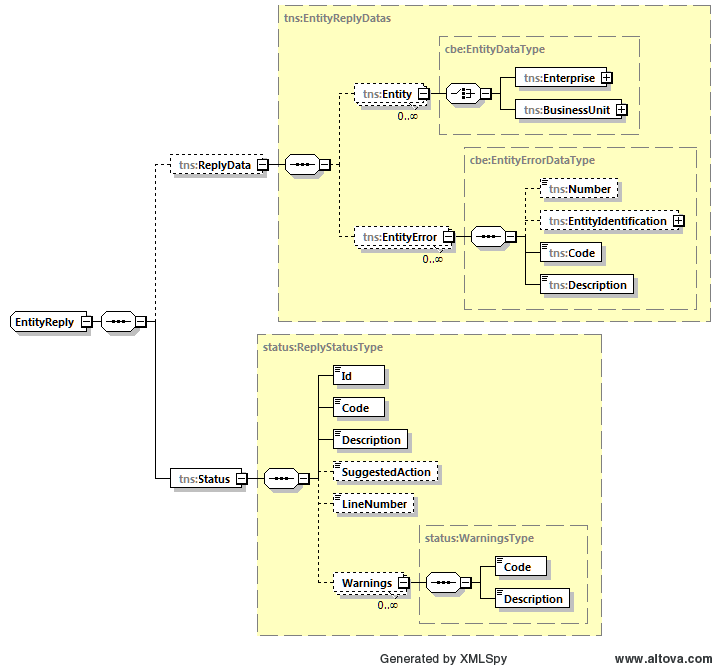 tns:EntityReplyDatas
cbe:EntityDataType
tns:Enterprise
tns:Entity
tns:BusinessUnit
0..∞
cbe:EntityErrorDataType
tns:ReplyData
tns:Number
tns:EntityIdentification
tns:EntityError
tns:Code
0..∞
tns:Description
EntityReply
status:ReplyStatusType
Id
Code
Description
SuggestedAction
tns:Status
LineNumber
status:WarningsType
Code
Warnings
Description
0..∞
Generated by XMLSpy
www.altova.com